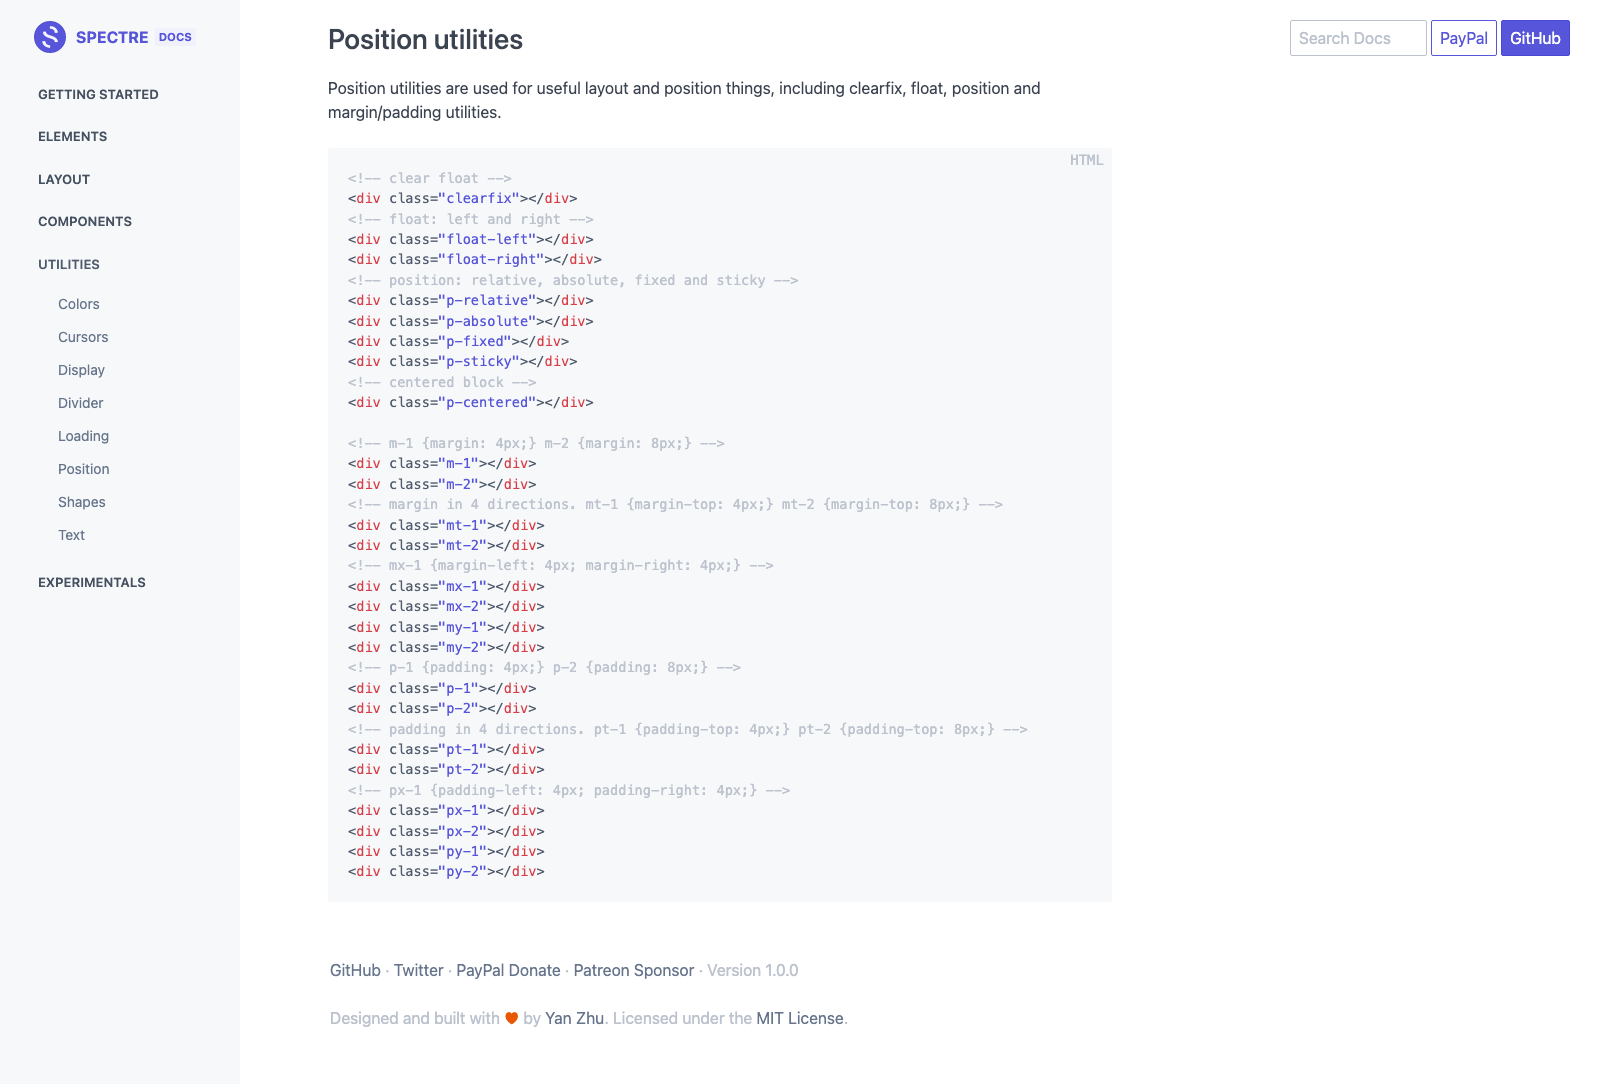 SPECTRE DOCS
GETTING STARTED
ELEMENTS
LAYOUT
COMPONENTS
UTILITIES
Colors
Cursors
Display
Divider
Loading
Position
Shapes
Text
EXPERIMENTALS
Search Docs
PayPal
GitHub
Position utilities
Position utilities are used for useful layout and position things, including clearfix, float, position and
margin/padding utilities.
HTML
<!-- clear float -->
<div class="clearfix"></div>
<!-- float: left and right -->
<div class="float-left"></div>
<div class="float-right"></div>
<!-- position: relative, absolute, fixed and sticky -->
<div class="p-relative"></div>
<div class="p-absolute"></div>
<div class="p-fixed"></div>
<div class="p-sticky"></div>
<!-- centered block -->
<div class="p-centered"></div>
<!-- m-1 {margin: 4px;} m-2 {margin: 8px;} -->
<div class="m-1"></div>
<div class="m-2"></div>
<!-- margin in 4 directions. mt-1 {margin-top: 4px;} mt-2 {margin-top: 8px;} -->
<div class="mt-1"></div>
<div class="mt-2"></div>
<!-- mx-1 {margin-left: 4px; margin-right: 4px;} -->
<div class="mx-1"></div>
<div class="mx-2"></div>
<div class="my-1"></div>
<div class="my-2"></div>
<!-- p-1 {padding: 4px;} p-2 {padding: 8px;} -->
<div class="p-1"></div>
<div class="p-2"></div>
<!-- padding in 4 directions. pt-1 {padding-top: 4px;} pt-2 {padding-top: 8px;} -->
<div class="pt-1"></div>
<div class="pt-2"></div>
<!-- px-1 {padding-left: 4px; padding-right: 4px;} -->
<div class="px-1"></div>
<div class="px-2"></div>
<div class="py-1"></div>
<div class="py-2"></div>
GitHub · Twitter · PayPal Donate · Patreon Sponsor · Version 1.0.0
Designed and built with ♥ by Yan Zhu. Licensed under the MIT License.